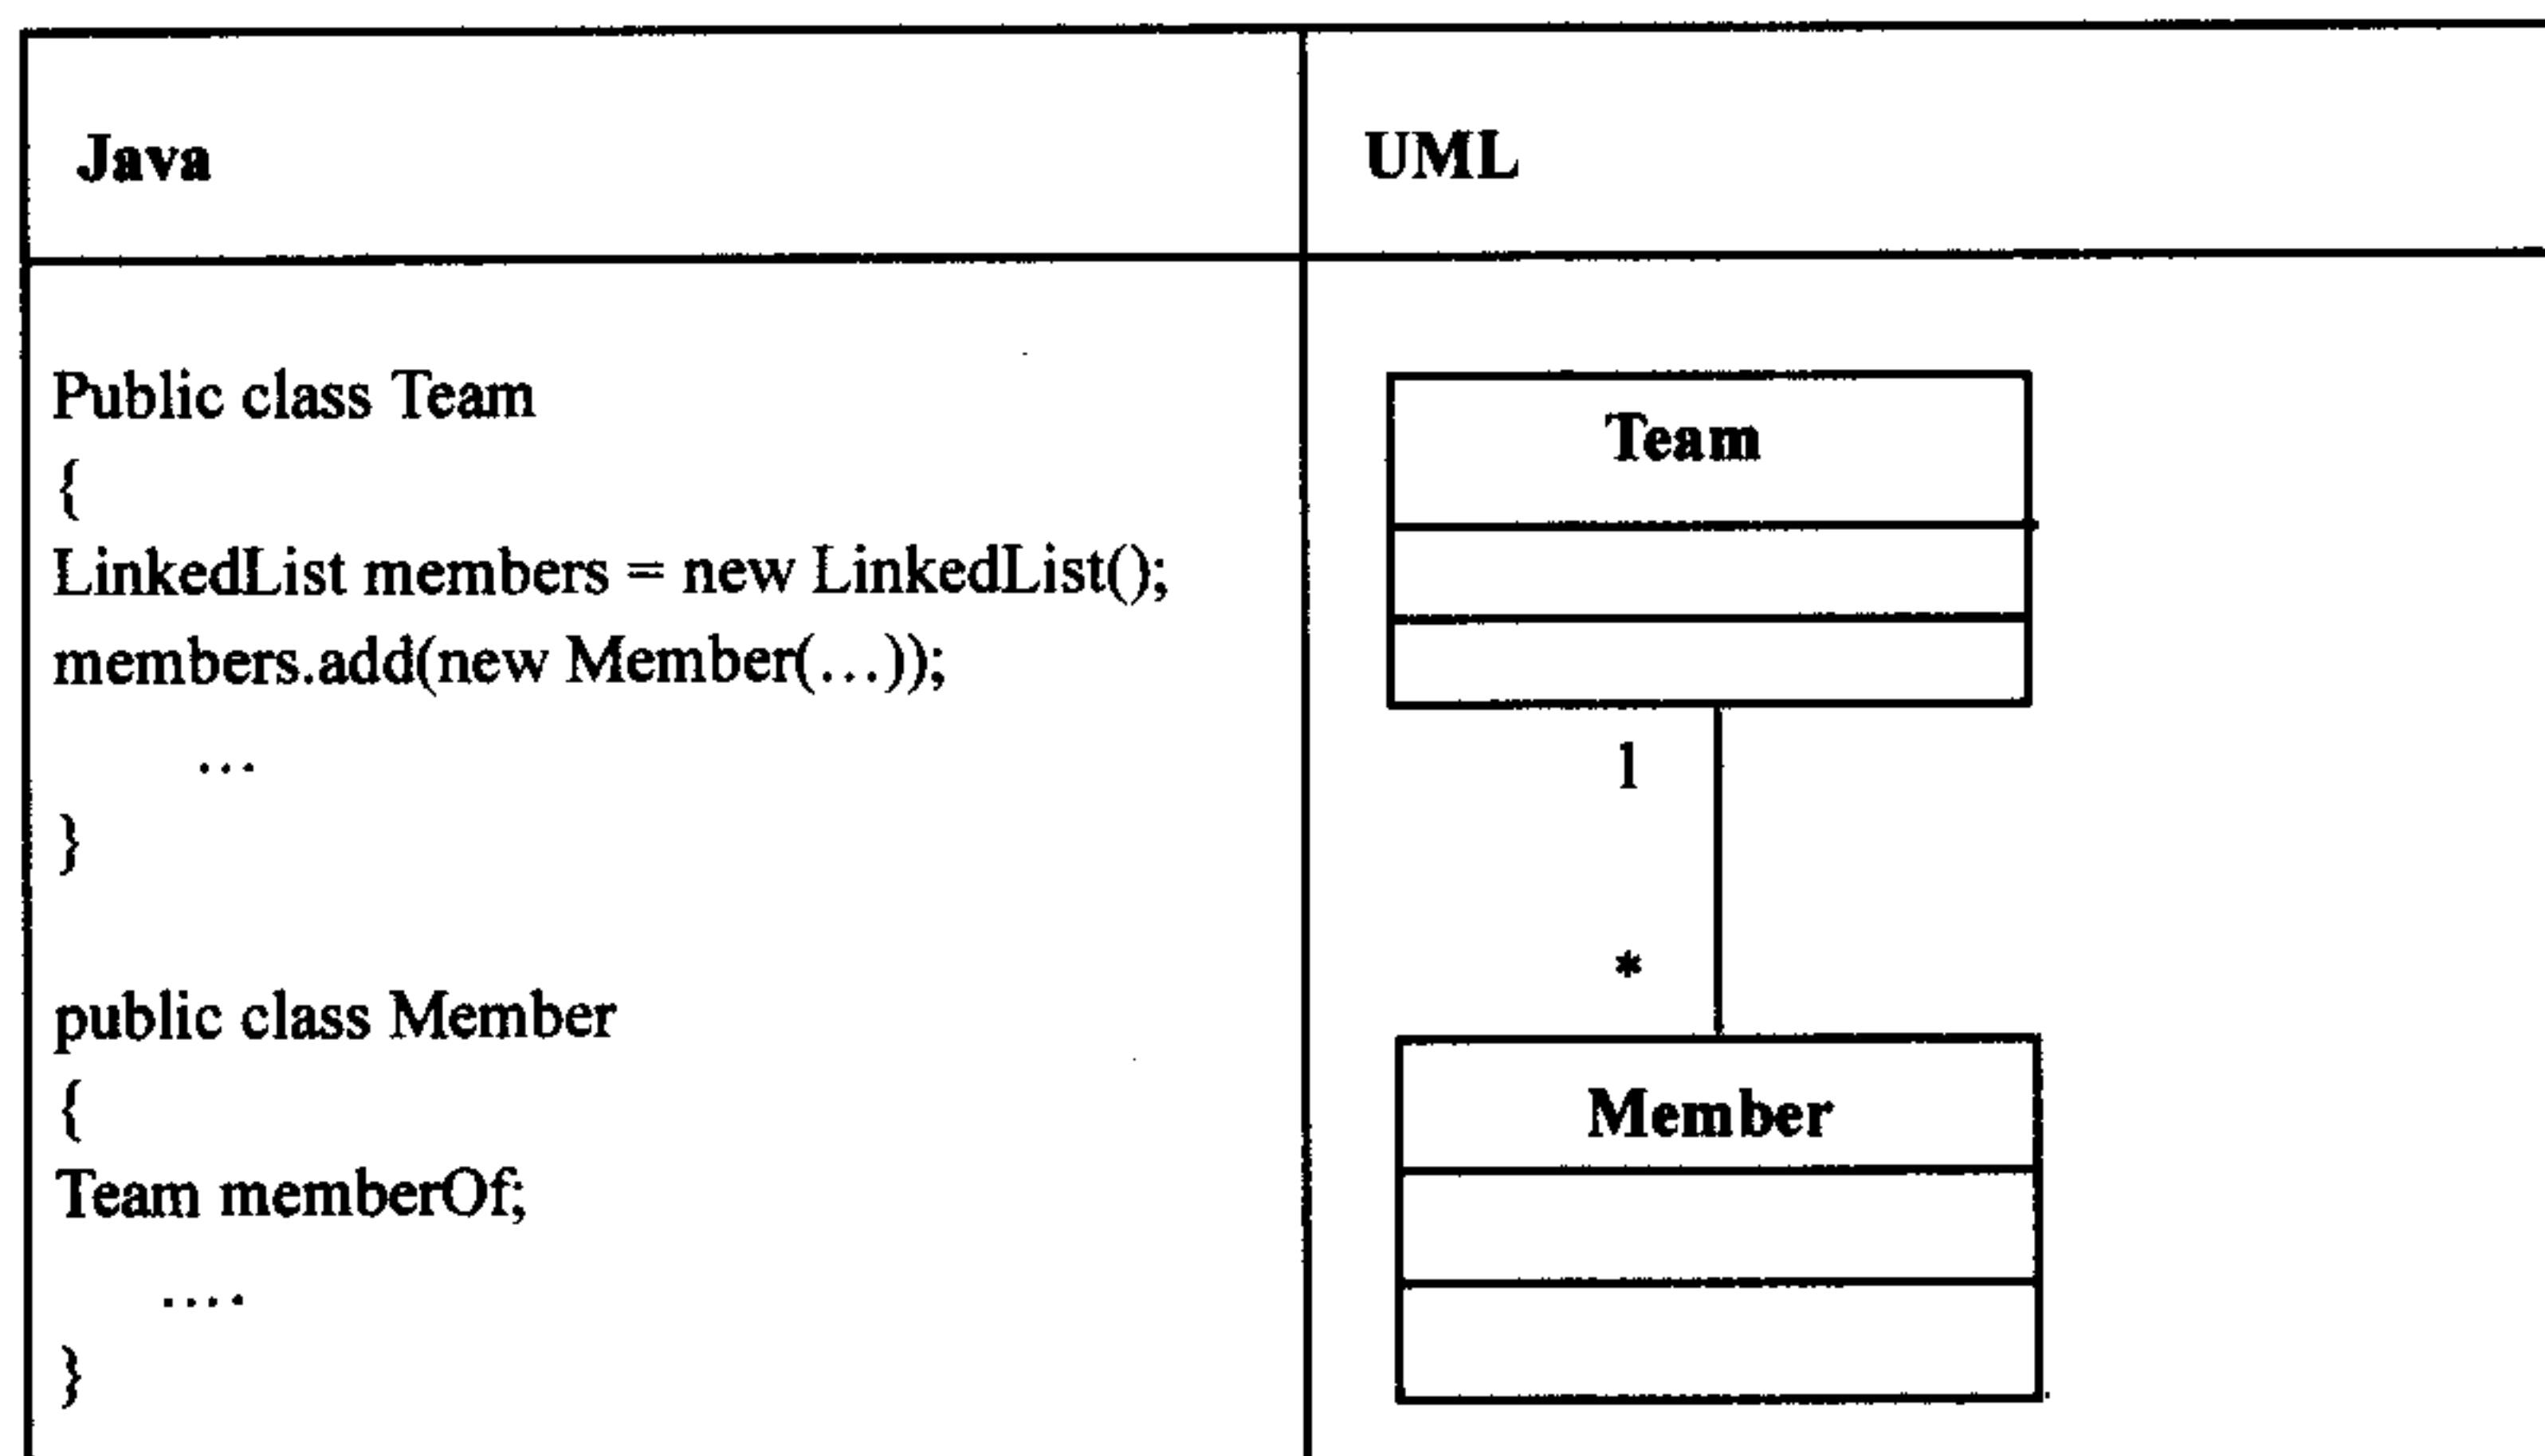 Java
UML
Public class Team
{
LinkedList members = new LinkedList();
members.add(new Member(…));
…
}
public class Member
{
Team memberOf;
….
}
Team
1
*
Member